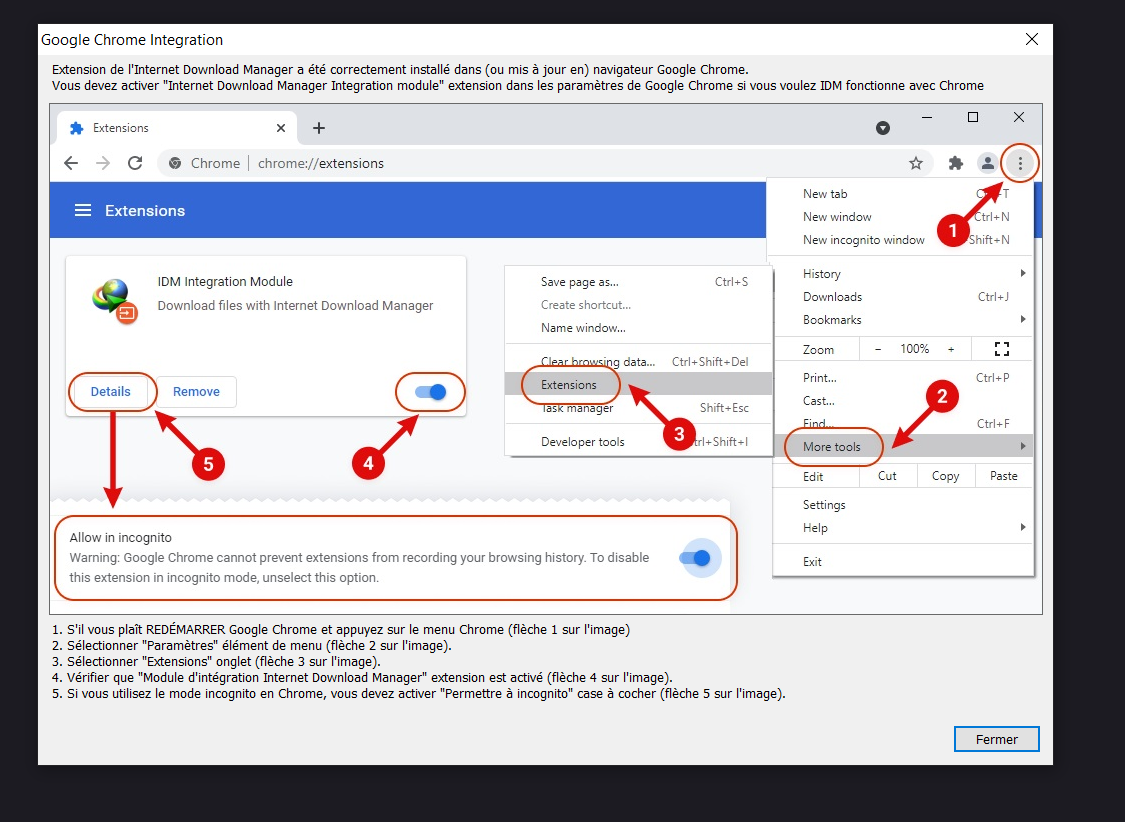 Google Chrome Integration
Extension de l'Internet Download Manager a été correctement installé dans (ou mis à jour en) navigateur Google Chrome.
Vous devez activer "Internet Download Manager Integration module" extension dans les paramètres de Google Chrome si vous voulez IDM fonctionne avec Chrome
Extensions
Chrome | chrome://extensions
Extensions
New tab
New window Ctrl+N
New incognito window Shift+N
History
Downloads Ctrl+J
Bookmarks
Zoom - 100% +
Print... Ctrl+P
Cast...
Find... Ctrl+F
More tools
Edit Cut Copy Paste
Settings
Help
Exit
1
2
Save page as... Ctrl+S
Create shortcut...
Name window...
Clear browsing data... Ctrl+Shift+Del
Extensions
Task manager Shift+Esc
Developer tools
3
IDM Integration Module
Download files with Internet Download Manager
Details Remove
5
4
Allow in incognito
Warning: Google Chrome cannot prevent extensions from recording your browsing history. To disable
this extension in incognito mode, unselect this option.
1. S'il vous plaît REDÉMARRER Google Chrome et appuyez sur le menu Chrome (flèche 1 sur l'image)
2. Sélectionner "Paramètres" élément de menu (flèche 2 sur l'image).
3. Sélectionner "Extensions" onglet (flèche 3 sur l'image).
4. Vérifier que "Module d'intégration Internet Download Manager" extension est activé (flèche 4 sur l'image).
5. Si vous utilisez le mode incognito en Chrome, vous devez activer "Permettre à incognito" case à cocher (flèche 5 sur l'image).
Fermer